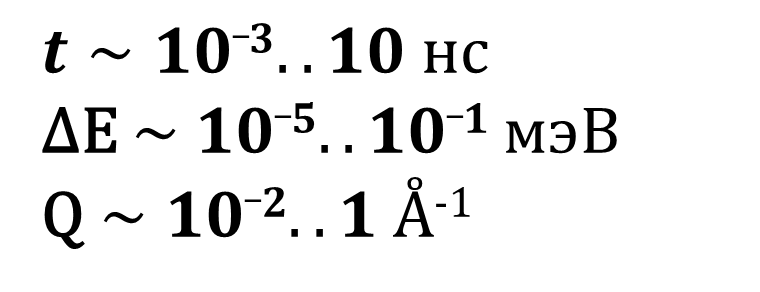 t ~ 10⁻³..10 нс
ΔE ~ 10⁻⁵..10⁻¹ мэВ
Q ~ 10⁻²..1 Å⁻¹